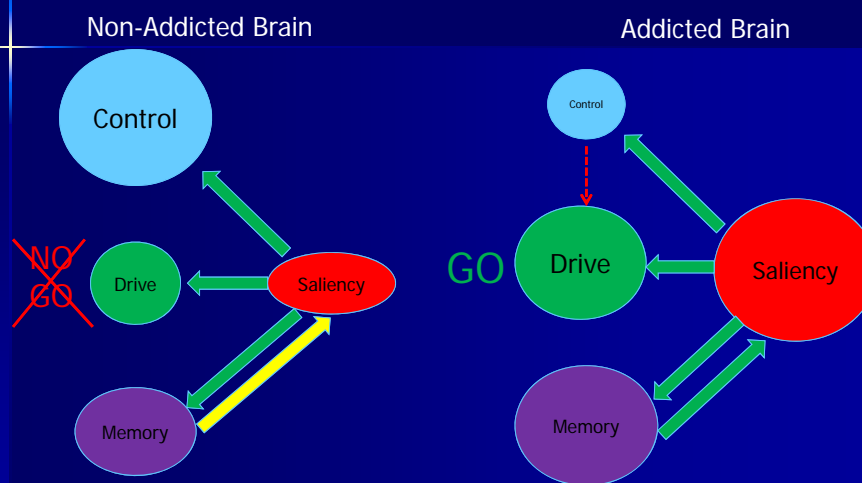 Non-Addicted Brain
Control
NO
GO
Drive
Saliency
Memory
Addicted Brain
Control
GO
Drive
Saliency
Memory